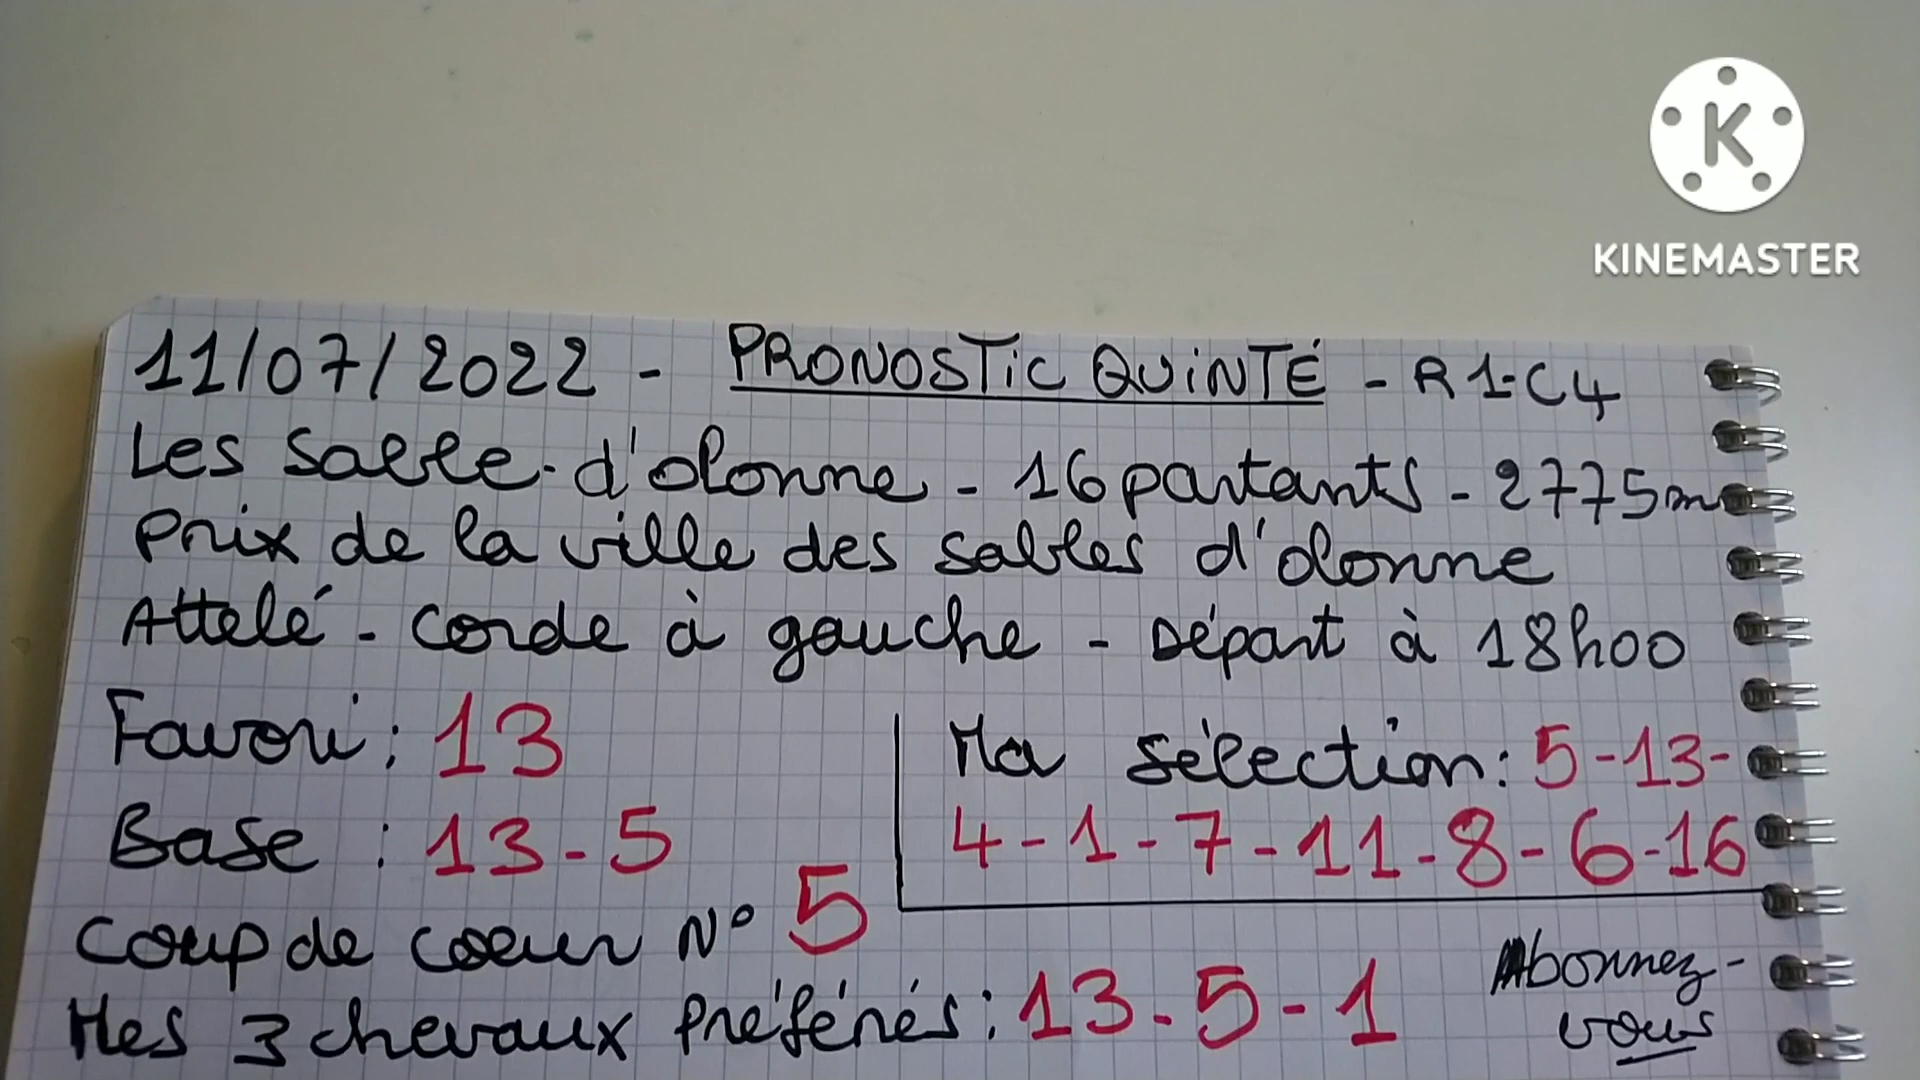 KINEMASTER
11/07/2022 - PRONOSTIC QUINTÉ - R1-C4
Les Sable-d'olonne - 16 partants - 2775m
Prix de la ville des sables d'olonne
Attelé - corde à gauche - Départ à 18h00
Favori : 13
Base : 13 - 5
Coup de coeur N° 5
Mes 3 chevaux préférés : 13 - 5 - 1
Ma sélection : 5 - 13 -
4 - 1 - 7 - 11 - 8 - 6 - 16
Abonnez-
vous